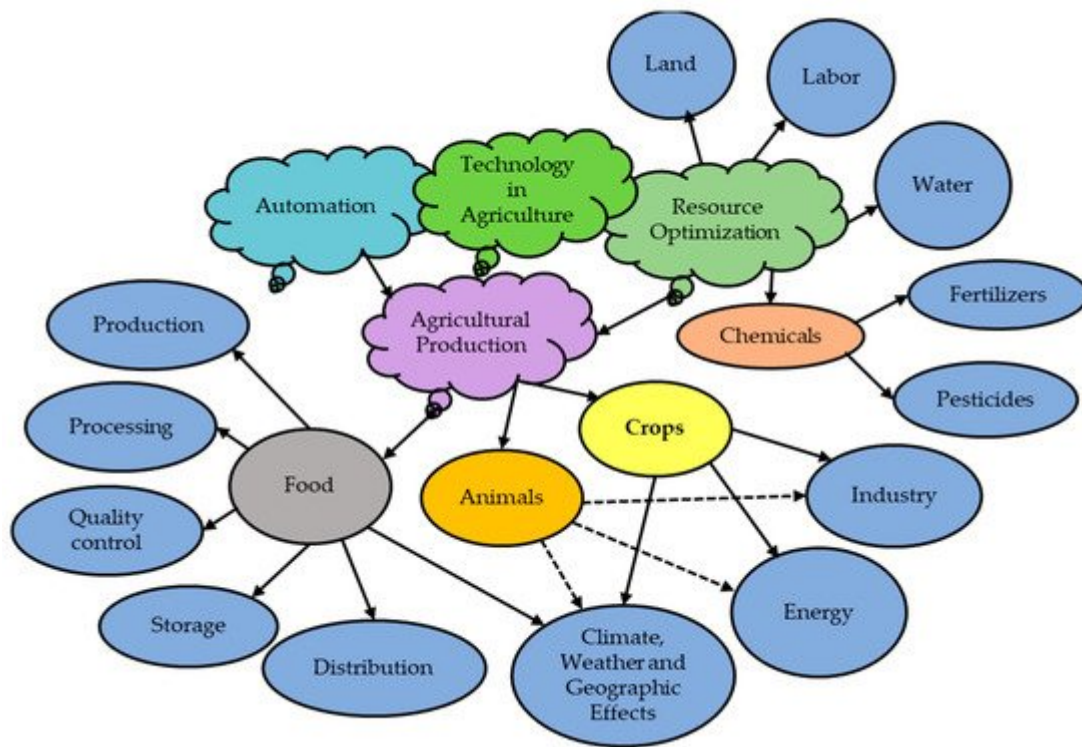 Land
Labor
Technology
in
Agriculture
Automation
Resource
Optimization
Water
Fertilizers
Production
Agricultural
Production
Chemicals
Pesticides
Processing
Crops
Food
Animals
Industry
Quality
control
Storage
Distribution
Climate,
Weather and
Geographic
Effects
Energy